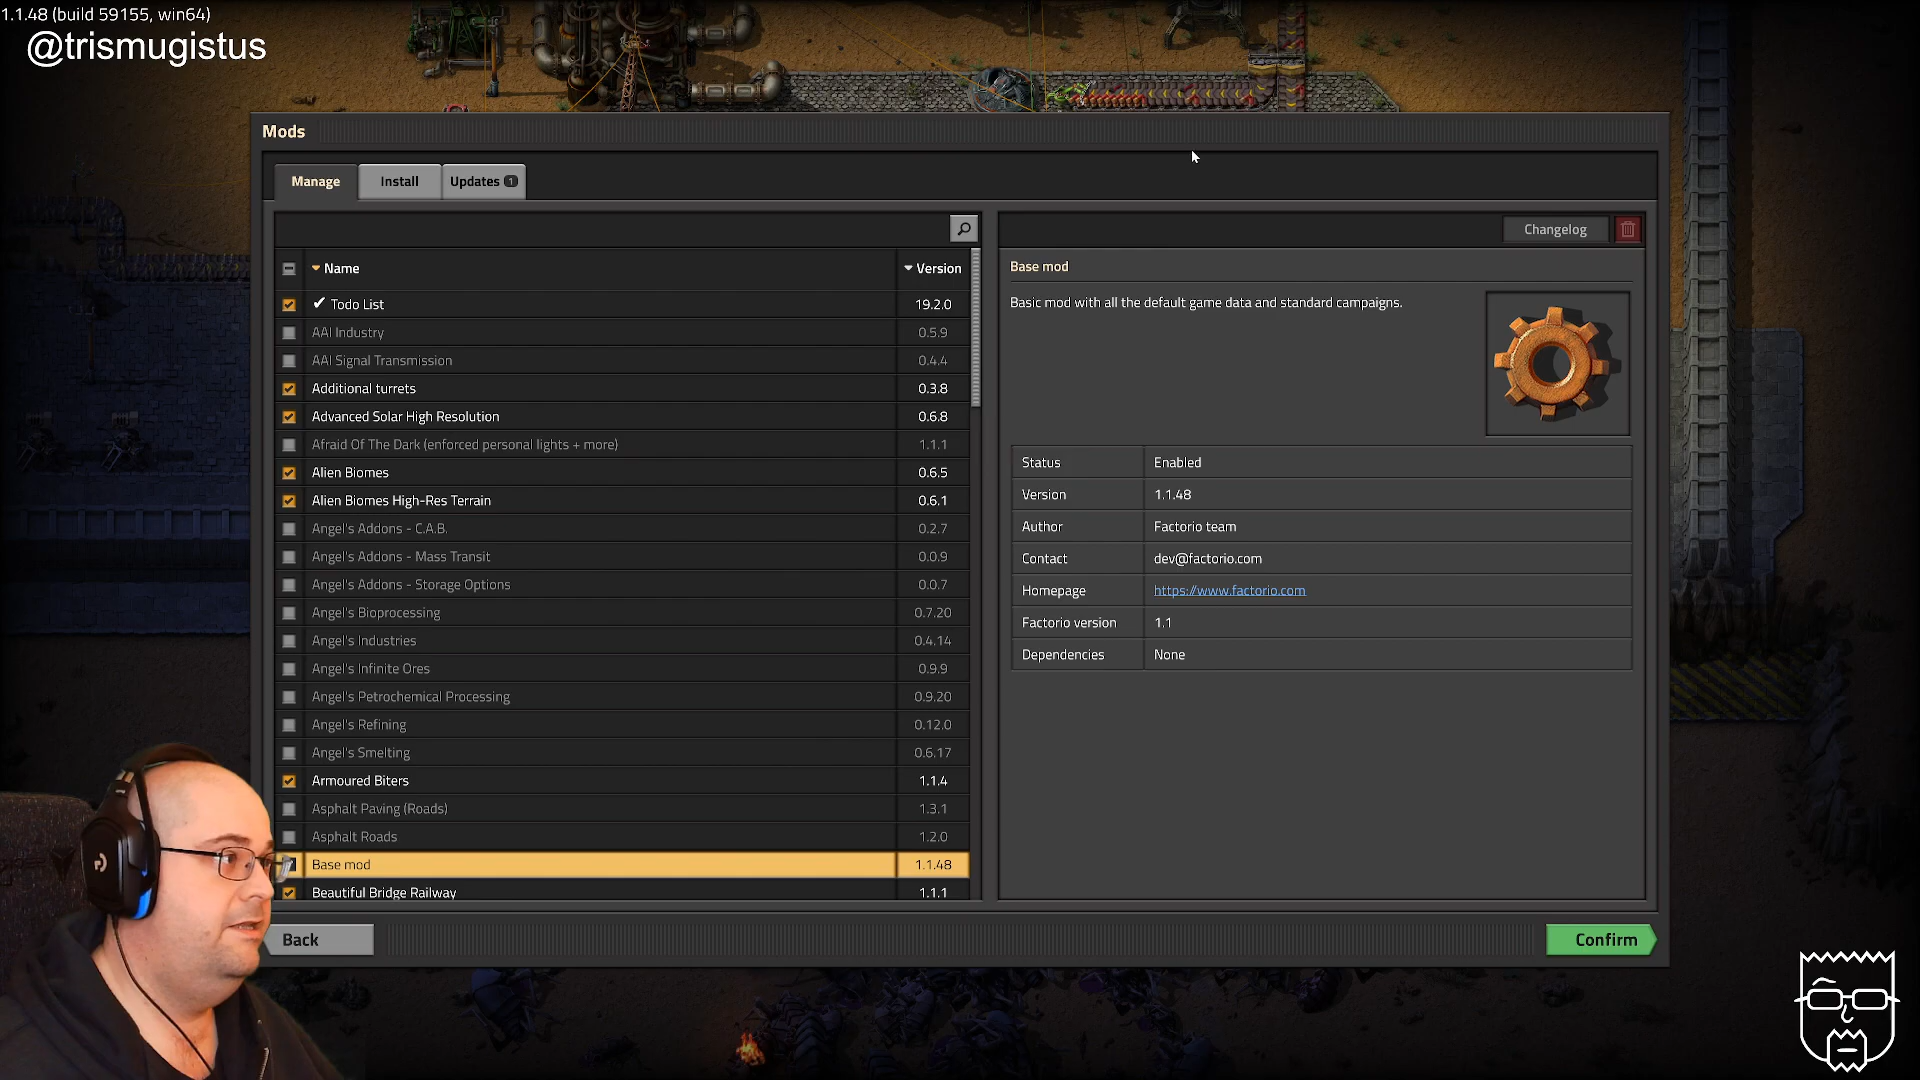 1.1.48 (build 59155, win64)
@trismugistus
Mods
Manage Install Updates 1
Changelog
Name Version
✔ Todo List 19.2.0
AAI Industry 0.5.9
AAI Signal Transmission 0.4.4
Additional turrets 0.3.8
Advanced Solar High Resolution 0.6.8
Afraid Of The Dark (enforced personal lights + more) 1.1.1
Alien Biomes 0.6.5
Alien Biomes High-Res Terrain 0.6.1
Angel's Addons - C.A.B. 0.2.7
Angel's Addons - Mass Transit 0.0.9
Angel's Addons - Storage Options 0.0.7
Angel's Bioprocessing 0.7.20
Angel's Industries 0.4.14
Angel's Infinite Ores 0.9.9
Angel's Petrochemical Processing 0.9.20
Angel's Refining 0.12.0
Angel's Smelting 0.6.17
Armoured Biters 1.1.4
Asphalt Paving (Roads) 1.3.1
Asphalt Roads 1.2.0
Base mod 1.1.48
Beautiful Bridge Railway 1.1.1
Base mod
Basic mod with all the default game data and standard campaigns.
Status Enabled
Version 1.1.48
Author Factorio team
Contact dev@factorio.com
Homepage https://www.factorio.com
Factorio version 1.1
Dependencies None
Back
Confirm